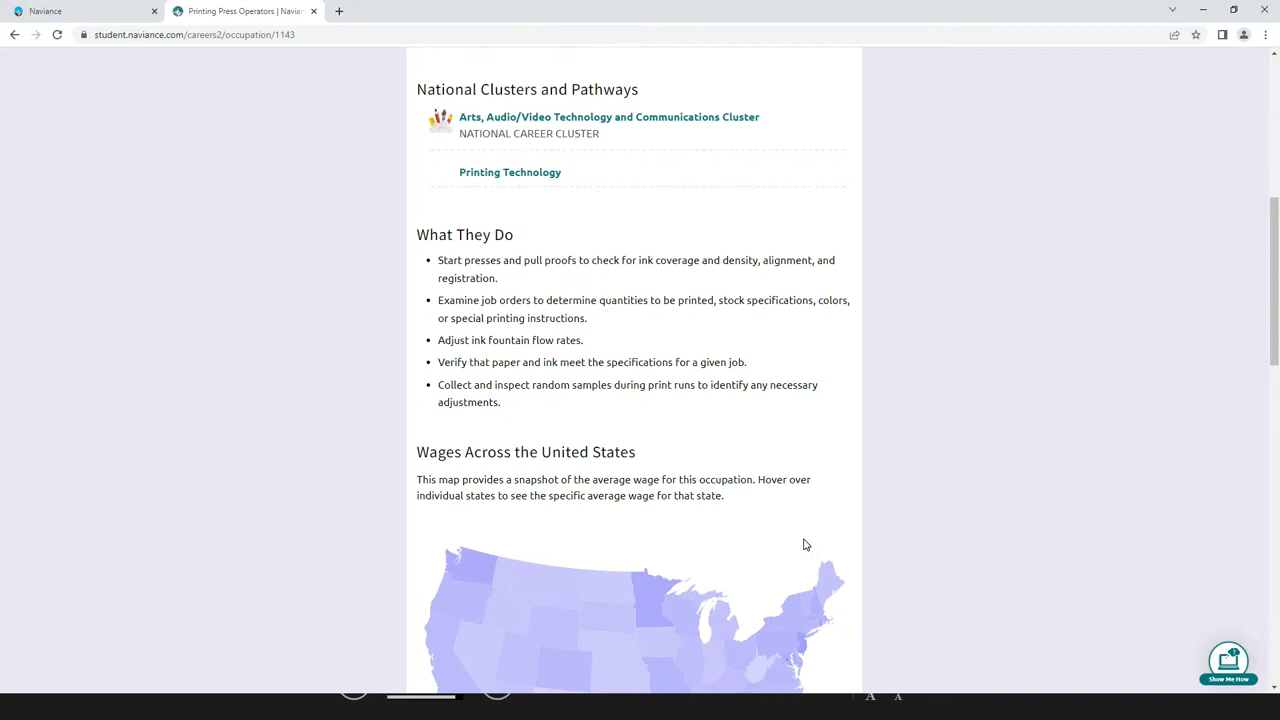 Naviance
Printing Press Operators | Navian
student.naviance.com/careers2/occupation/1143
National Clusters and Pathways
Arts, Audio/Video Technology and Communications Cluster
NATIONAL CAREER CLUSTER
Printing Technology
What They Do
• Start presses and pull proofs to check for ink coverage and density, alignment, and
registration.
• Examine job orders to determine quantities to be printed, stock specifications, colors,
or special printing instructions.
• Adjust ink fountain flow rates.
• Verify that paper and ink meet the specifications for a given job.
• Collect and inspect random samples during print runs to identify any necessary
adjustments.
Wages Across the United States
This map provides a snapshot of the average wage for this occupation. Hover over
individual states to see the specific average wage for that state.
Show Me How
A A